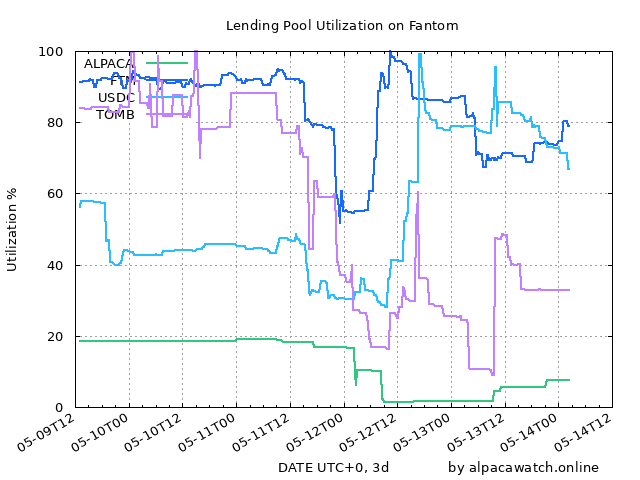 Lending Pool Utilization on Fantom
100
80
60
40
20
0
Utilization %
ALPACA
FTM
USDC
TOMB
05-09T12
05-10T00
05-10T12
05-11T00
05-11T12
05-12T00
05-12T12
05-13T00
05-13T12
05-14T00
05-14T12
DATE UTC+0, 3d
by alpacawatch.online